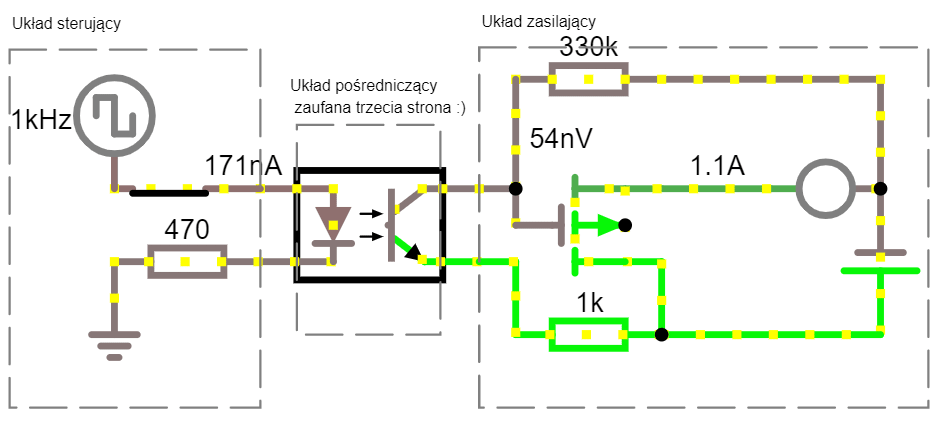 Układ sterujący
Układ zasilający
330k
Układ pośredniczący
zaufana trzecia strona :)
1kHz
54nV
171nA
1.1A
470
1k